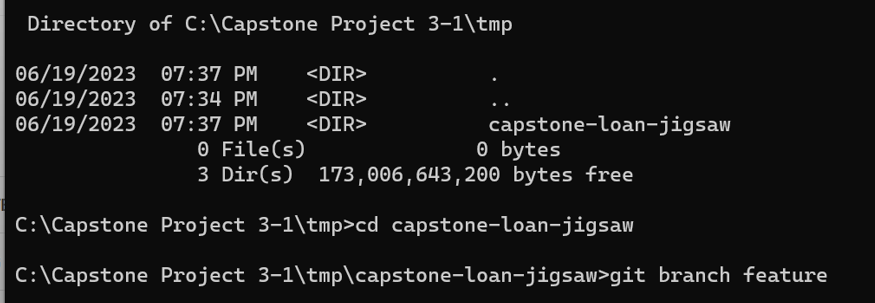 Directory of C:\Capstone Project 3-1\tmp
06/19/2023  07:37 PM    <DIR>          .
06/19/2023  07:34 PM    <DIR>          ..
06/19/2023  07:37 PM    <DIR>          capstone-loan-jigsaw
0 File(s)              0 bytes
3 Dir(s)  173,006,643,200 bytes free
C:\Capstone Project 3-1\tmp>cd capstone-loan-jigsaw
C:\Capstone Project 3-1\tmp\capstone-loan-jigsaw>git branch feature